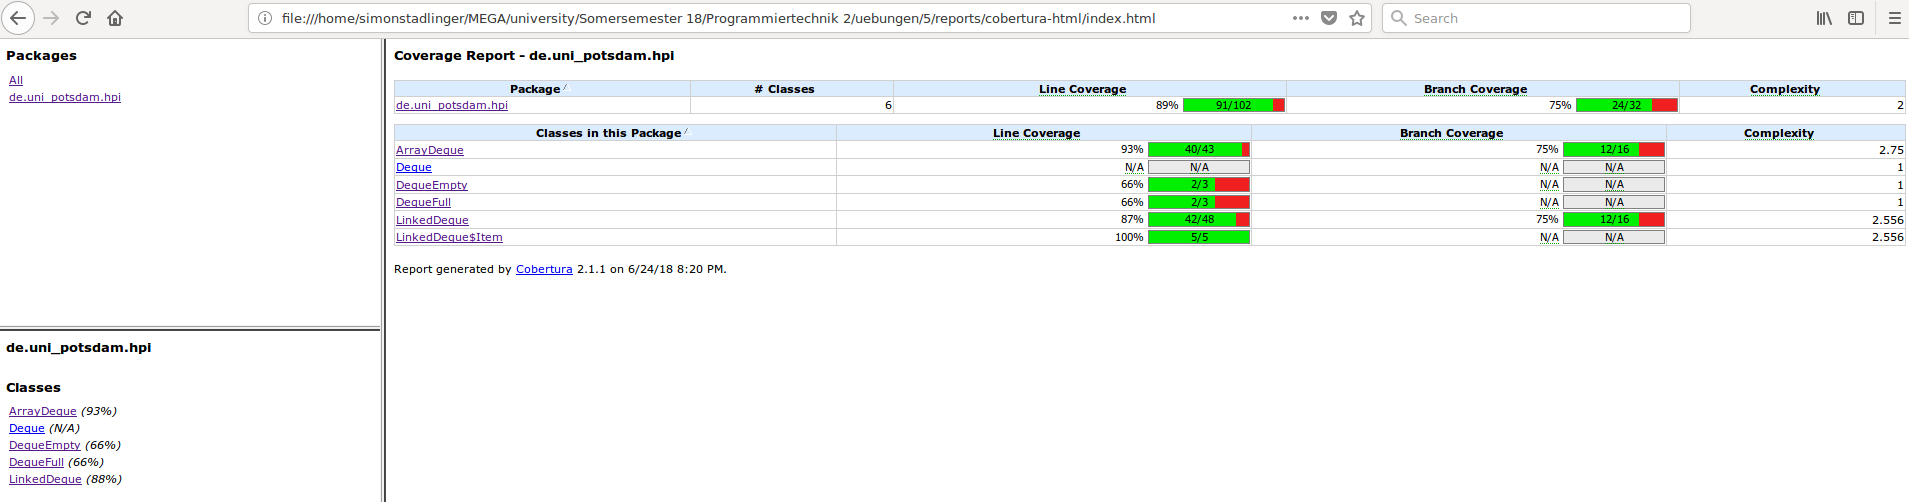 file:///home/simonstadlinger/MEGA/university/Somersemester 18/Programmiertechnik 2/uebungen/5/reports/cobertura-html/index.html
Search
Packages
All
de.uni_potsdam.hpi
de.uni_potsdam.hpi
Classes
ArrayDeque (93%)
Deque (N/A)
DequeEmpty (66%)
DequeFull (66%)
LinkedDeque (88%)
Coverage Report - de.uni_potsdam.hpi
Package # Classes Line Coverage Branch Coverage Complexity
de.uni_potsdam.hpi 6 89% 91/102 75% 24/32 2
Classes in this Package Line Coverage Branch Coverage Complexity
ArrayDeque 93% 40/43 75% 12/16 2.75
Deque N/A N/A N/A N/A 1
DequeEmpty 66% 2/3 N/A N/A 1
DequeFull 66% 2/3 N/A N/A 1
LinkedDeque 87% 42/48 75% 12/16 2.556
LinkedDeque$Item 100% 5/5 N/A N/A 2.556
Report generated by Cobertura 2.1.1 on 6/24/18 8:20 PM.